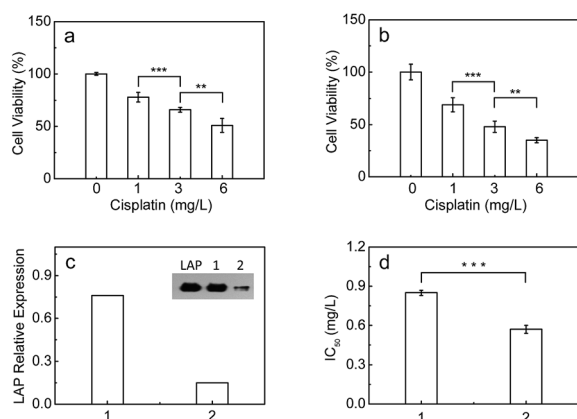 a
Cell Viability (%)
150
100
50
0
***
**
0 1 3 6
Cisplatin (mg/L)
b
Cell Viability (%)
150
100
50
0
***
**
0 1 3 6
Cisplatin (mg/L)
c
LAP Relative Expression
0.9
0.6
0.3
0.0
LAP 1 2
1 2
d
IC50 (mg/L)
1.2
0.9
0.6
0.3
0.0
***
1 2